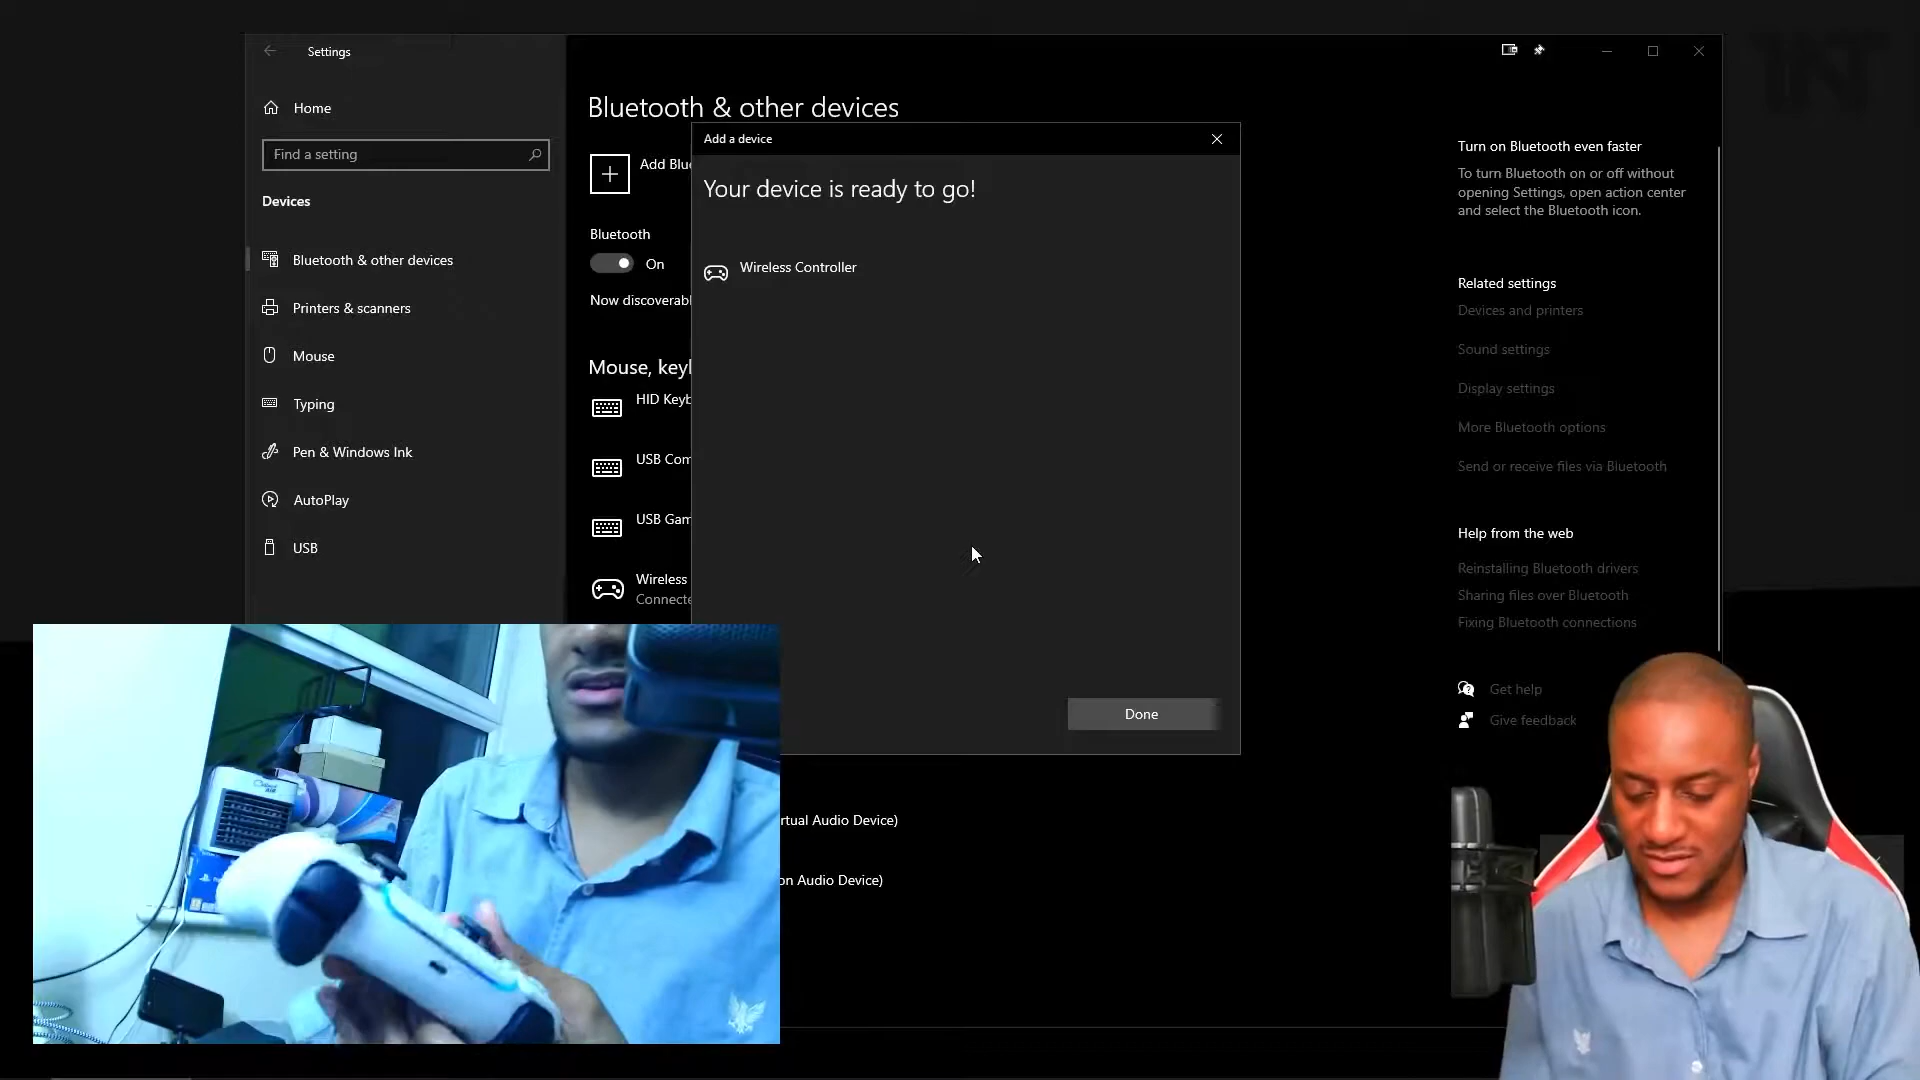 Settings
Home
Find a setting
Devices
Bluetooth & other devices
Printers & scanners
Mouse
Typing
Pen & Windows Ink
AutoPlay
USB
Bluetooth & other devices
Add Blu
Bluetooth
On
Now discoverabl
Mouse, key
HID Keyb
USB Com
USB Gam
Wireless
Connecte
Add a device
Your device is ready to go!
Wireless Controller
Done
rtual Audio Device)
on Audio Device)
Turn on Bluetooth even faster
To turn Bluetooth on or off without
opening Settings, open action center
and select the Bluetooth icon.
Related settings
Devices and printers
Sound settings
Display settings
More Bluetooth options
Send or receive files via Bluetooth
Help from the web
Reinstalling Bluetooth drivers
Sharing files over Bluetooth
Fixing Bluetooth connections
Get help
Give feedback
TNT